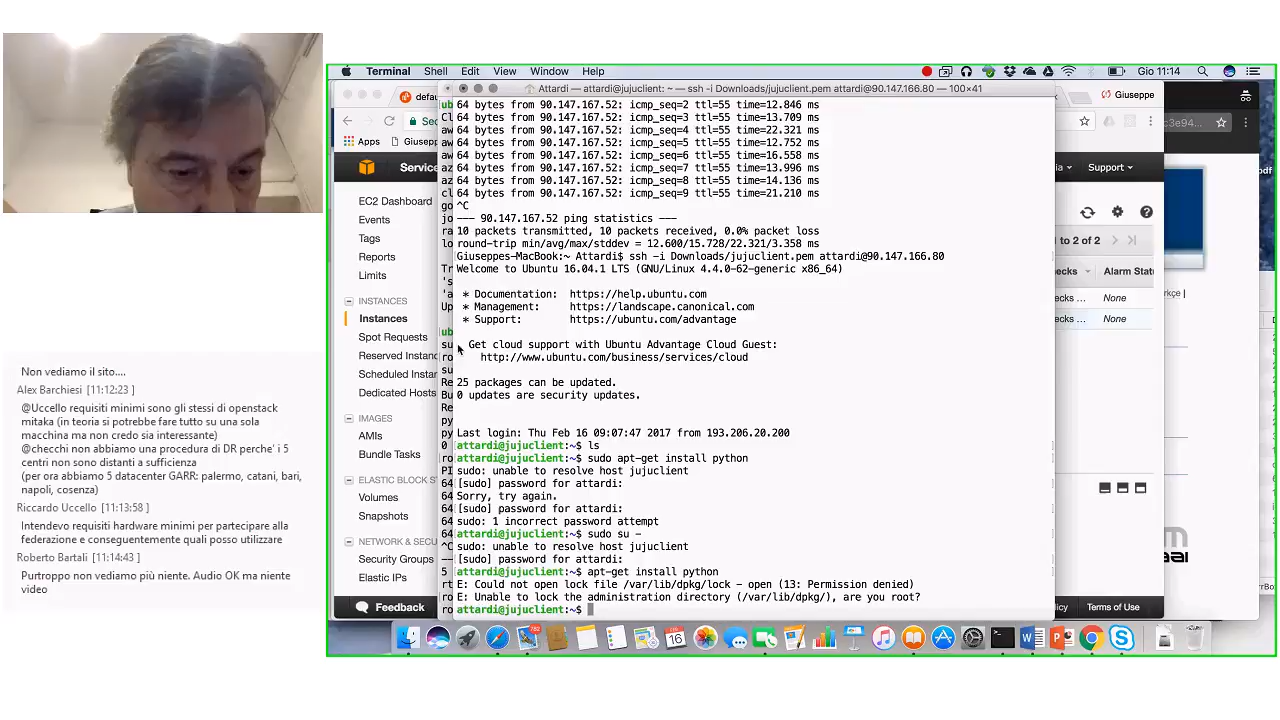 Non vediamo il sito....
Alex Barchiesi [11:12:23]
@Uccello requisiti minimi sono gli stessi di openstack
mitaka (in teoria si potrebbe fare tutto su una sola
macchina ma non credo sia interessante)
@checchi non abbiamo una procedura di DR perche' i 5
centri non sono distanti a sufficienza
(per ora abbiamo 5 datacenter GARR: palermo, catani, bari,
napoli, cosenza)
Riccardo Uccello [11:13:58]
Intendevo requisiti hardware minimi per partecipare alla
federazione e conseguentemente quali posso utilizzare
Roberto Bartali [11:14:43]
Purtroppo non vediamo più niente. Audio OK ma niente
video
Terminal Shell Edit View Window Help
Gio 11:14
Attardi — attardi@jujuclient: ~ — ssh -i Downloads/jujuclient.pem attardi@90.147.166.80 — 100×41
defau
Giuseppe
Sec
c3e94...
Apps
Giusepp
Service
Support
EC2 Dashboard
Events
Tags
Reports
Limits
INSTANCES
Instances
Spot Requests
Reserved Instanc
Scheduled Instan
Dedicated Hosts
IMAGES
AMIs
Bundle Tasks
ELASTIC BLOCK S
Volumes
Snapshots
NETWORK & SECU
Security Groups
Elastic IPs
Feedback
64 bytes from 90.147.167.52: icmp_seq=2 ttl=55 time=12.846 ms
64 bytes from 90.147.167.52: icmp_seq=3 ttl=55 time=13.709 ms
64 bytes from 90.147.167.52: icmp_seq=4 ttl=55 time=22.321 ms
64 bytes from 90.147.167.52: icmp_seq=5 ttl=55 time=12.752 ms
64 bytes from 90.147.167.52: icmp_seq=6 ttl=55 time=16.558 ms
64 bytes from 90.147.167.52: icmp_seq=7 ttl=55 time=13.996 ms
64 bytes from 90.147.167.52: icmp_seq=8 ttl=55 time=14.136 ms
64 bytes from 90.147.167.52: icmp_seq=9 ttl=55 time=21.210 ms
^C
--- 90.147.167.52 ping statistics ---
10 packets transmitted, 10 packets received, 0.0% packet loss
round-trip min/avg/max/stddev = 12.600/15.728/22.321/3.358 ms
Giuseppes-MacBook:~ Attardi$ ssh -i Downloads/jujuclient.pem attardi@90.147.166.80
Welcome to Ubuntu 16.04.1 LTS (GNU/Linux 4.4.0-62-generic x86_64)
* Documentation: https://help.ubuntu.com
* Management: https://landscape.canonical.com
* Support: https://ubuntu.com/advantage
Get cloud support with Ubuntu Advantage Cloud Guest:
http://www.ubuntu.com/business/services/cloud
25 packages can be updated.
0 updates are security updates.
Last login: Thu Feb 16 09:07:47 2017 from 193.206.20.200
attardi@jujuclient:~$ ls
attardi@jujuclient:~$ sudo apt-get install python
sudo: unable to resolve host jujuclient
[sudo] password for attardi:
Sorry, try again.
[sudo] password for attardi:
sudo: 1 incorrect password attempt
attardi@jujuclient:~$ sudo su -
sudo: unable to resolve host jujuclient
[sudo] password for attardi:
attardi@jujuclient:~$ apt-get install python
E: Could not open lock file /var/lib/dpkg/lock - open (13: Permission denied)
E: Unable to lock the administration directory (/var/lib/dpkg/), are you root?
attardi@jujuclient:~$
1 to 2 of 2
ecks
Alarm Statu
ecks ... None
ecks ... None
Terms of Use